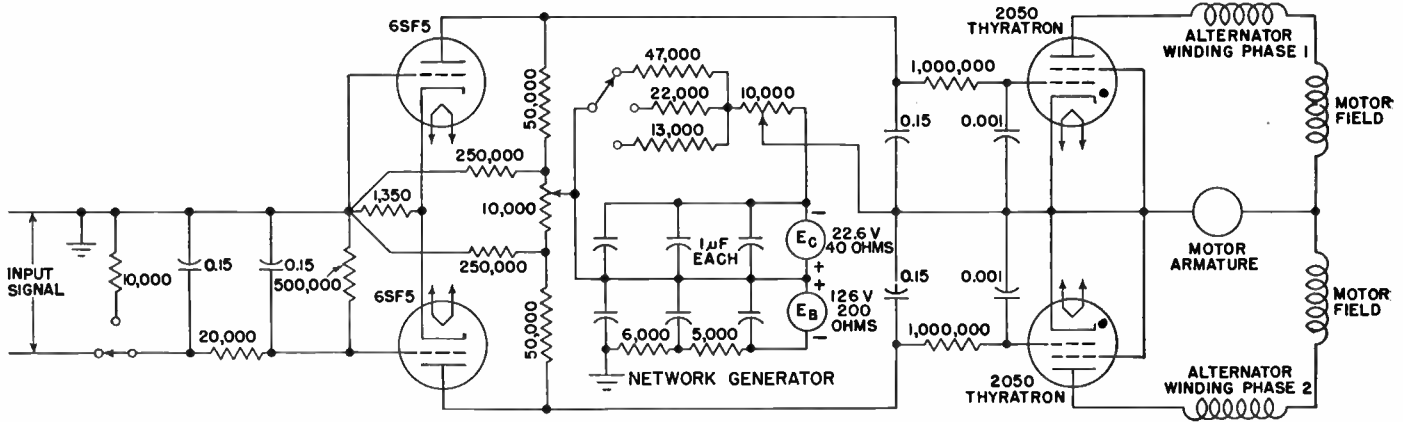 6SF5
50,000
47,000
22,000
13,000
10,000
1,000,000
0.15
0.001
2050
THYRATRON
ALTERNATOR
WINDING PHASE 1
MOTOR
FIELD
250,000
1,350
10,000
250,000
INPUT
SIGNAL
10,000
0.15
0.15
500,000
20,000
6SF5
50,000
1µF
EACH
EC
22.6 V
40 OHMS
+
+
–
EB
126 V
200
OHMS
–
6,000
5,000
NETWORK GENERATOR
0.15
0.001
1,000,000
2050
THYRATRON
MOTOR
ARMATURE
MOTOR
FIELD
ALTERNATOR
WINDING PHASE 2